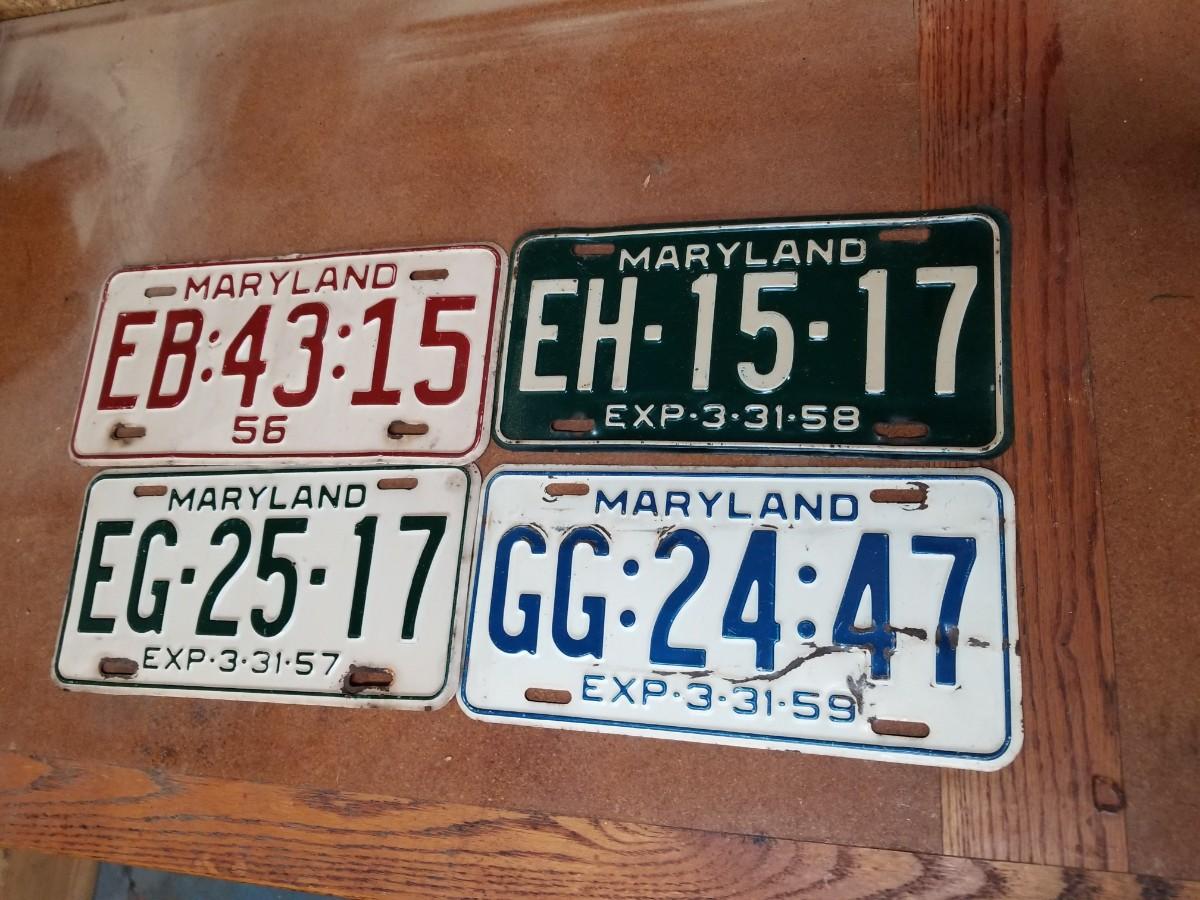 MARYLAND
EB:43:15
56
MARYLAND
EH·15·17
EXP·3·31·58
MARYLAND
EG·25·17
EXP·3·31·57
MARYLAND
GG:24:47
EXP·3·31·59